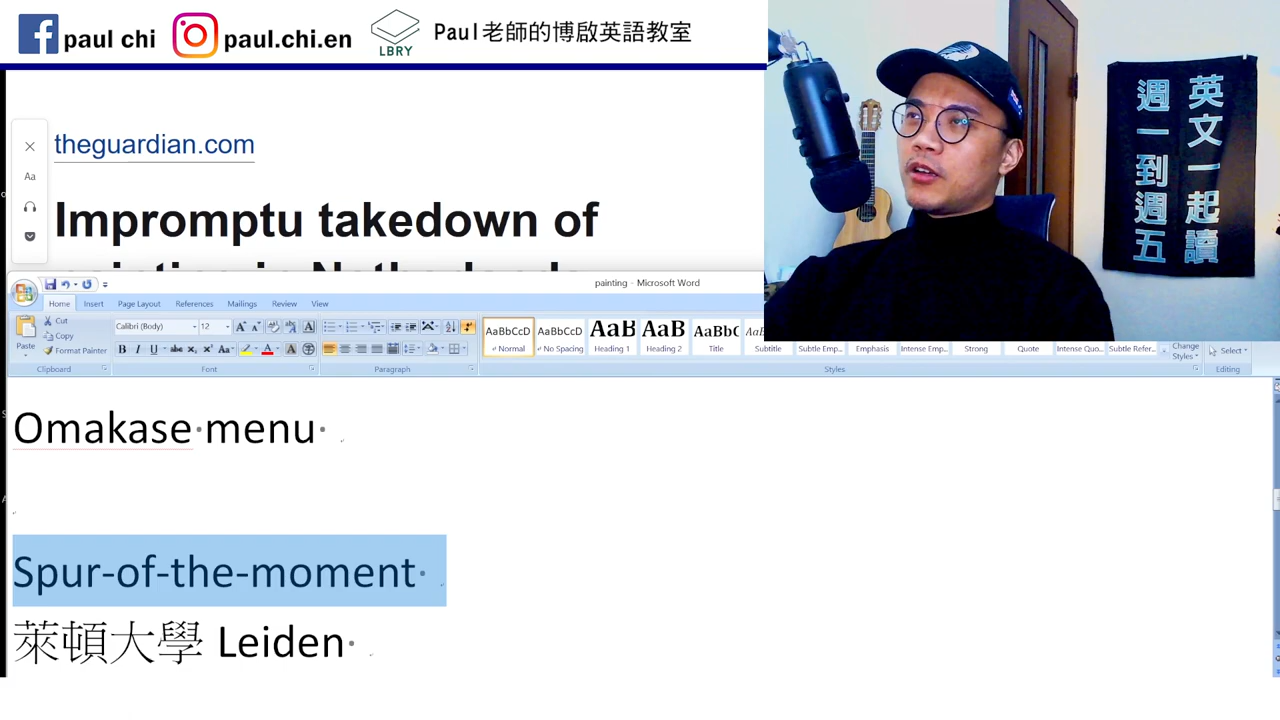 paul chi
paul.chi.en
LBRY
Paul老師的博啟英語教室
theguardian.com
Impromptu takedown of
Aa
painting - Microsoft Word
Home Insert Page Layout References Mailings Review View
Paste
Cut
Copy
Format Painter
Calibri (Body) 12
AaBbCcD AaBbCcD AaB AaB AaBbC
Normal No Spacing Heading 1 Heading 2 Title Subtitle Subtle Emp... Emphasis Intense Emp... Strong Quote Intense Quo... Subtle Refer...
Change Styles
Select
Clipboard Font Paragraph Styles Editing
Omakase menu
Spur-of-the-moment
萊頓大學 Leiden
英文一起讀
週一到週五